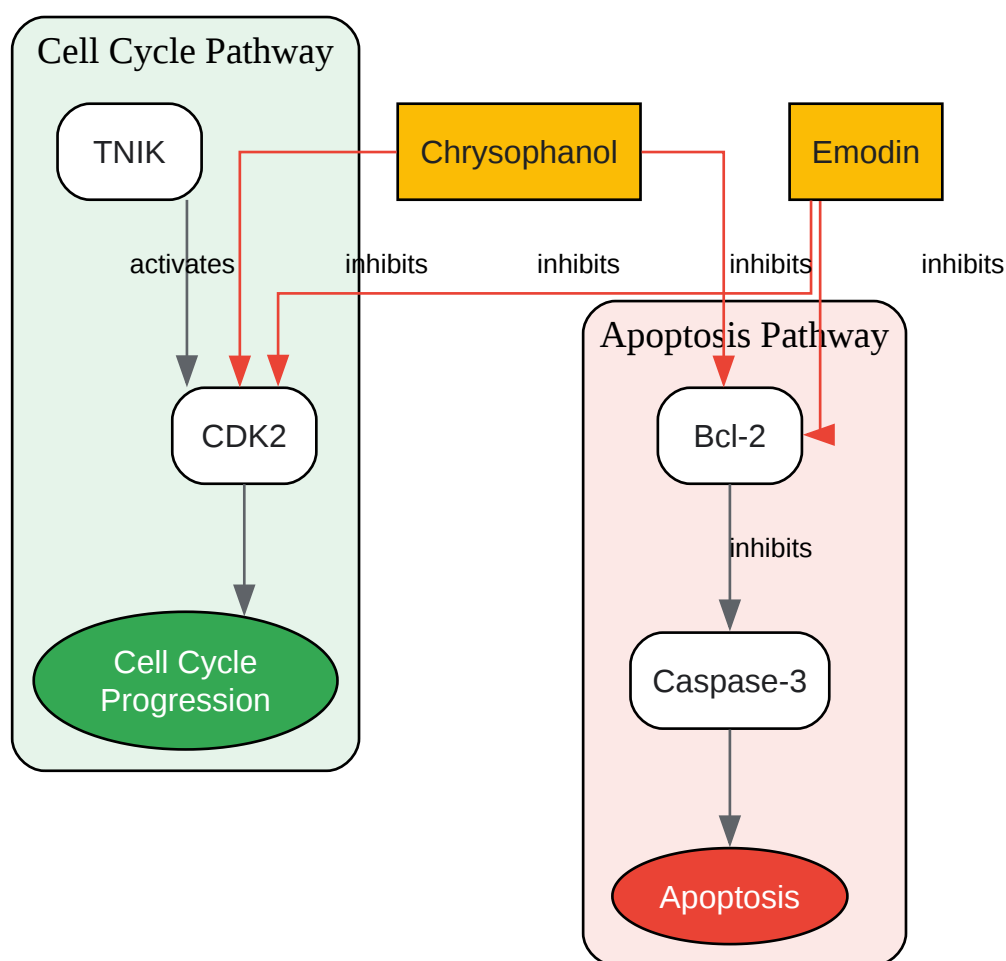 Cell Cycle Pathway
TNIK
Chrysophanol
Emodin
activates
inhibits
inhibits
inhibits
inhibits
Apoptosis Pathway
CDK2
Bcl-2
inhibits
Cell Cycle
Progression
Caspase-3
Apoptosis